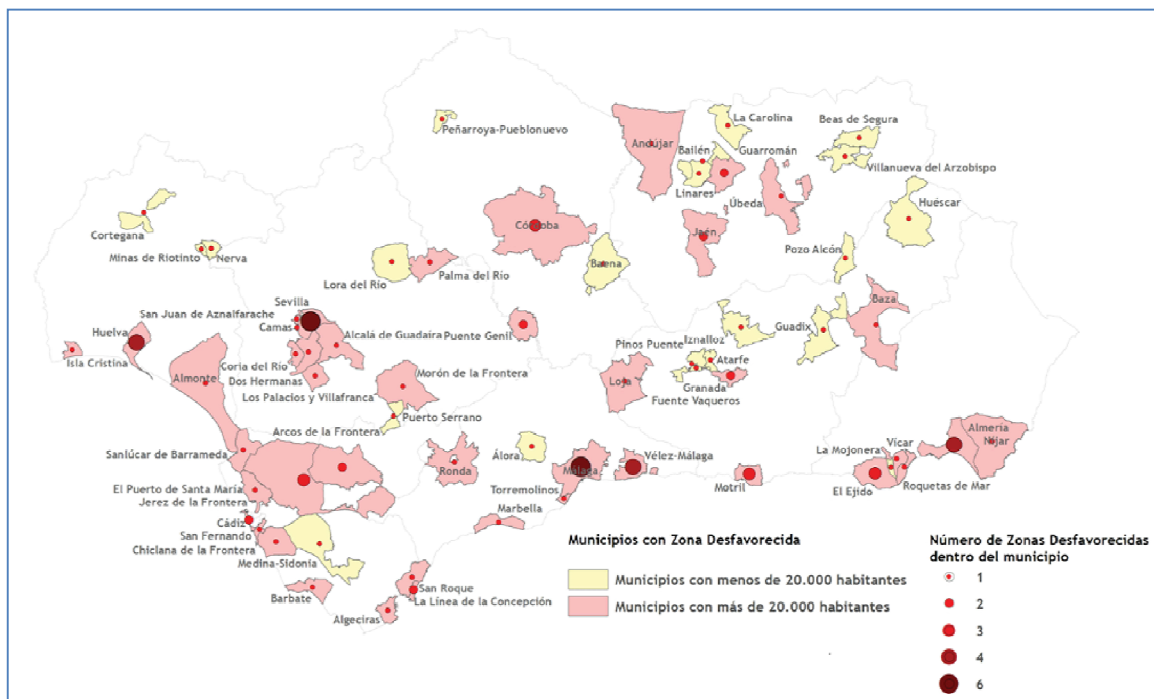 Peñarroya-Pueblonuevo
La Carolina
Beas de Segura
Andújar
Bailén
Guarromán
Villanueva del Arzobispo
Linares
Úbeda
Huéscar
Cortegana
Córdoba
Jaén
Minas de Riotinto
Nerva
Pozo Alcón
Baena
Lora del Río
Palma del Río
Sevilla
Baza
San Juan de Aznalfarache
Huelva
Camas
Alcalá de Guadaíra
Puente Genil
Guadix
Pinos Puente
Iznalloz
Atarfe
Isla Cristina
Coria del Río
Almonte
Dos Hermanas
Morón de la Frontera
Loja
Granada
Los Palacios y Villafranca
Fuente Vaqueros
Puerto Serrano
Arcos de la Frontera
Almería
Níjar
Sanlúcar de Barrameda
Álora
Vícar
La Mojonera
Ronda
Málaga
Vélez-Málaga
El Puerto de Santa María
Torremolinos
Motril
El Ejido
Roquetas de Mar
Jerez de la Frontera
Marbella
Cádiz
San Fernando
Chiclana de la Frontera
Medina-Sidonia
San Roque
Barbate
La Línea de la Concepción
Algeciras
Municipios con Zona Desfavorecida
Municipios con menos de 20.000 habitantes
Municipios con más de 20.000 habitantes
Número de Zonas Desfavorecidas
dentro del municipio
1
2
3
4
6